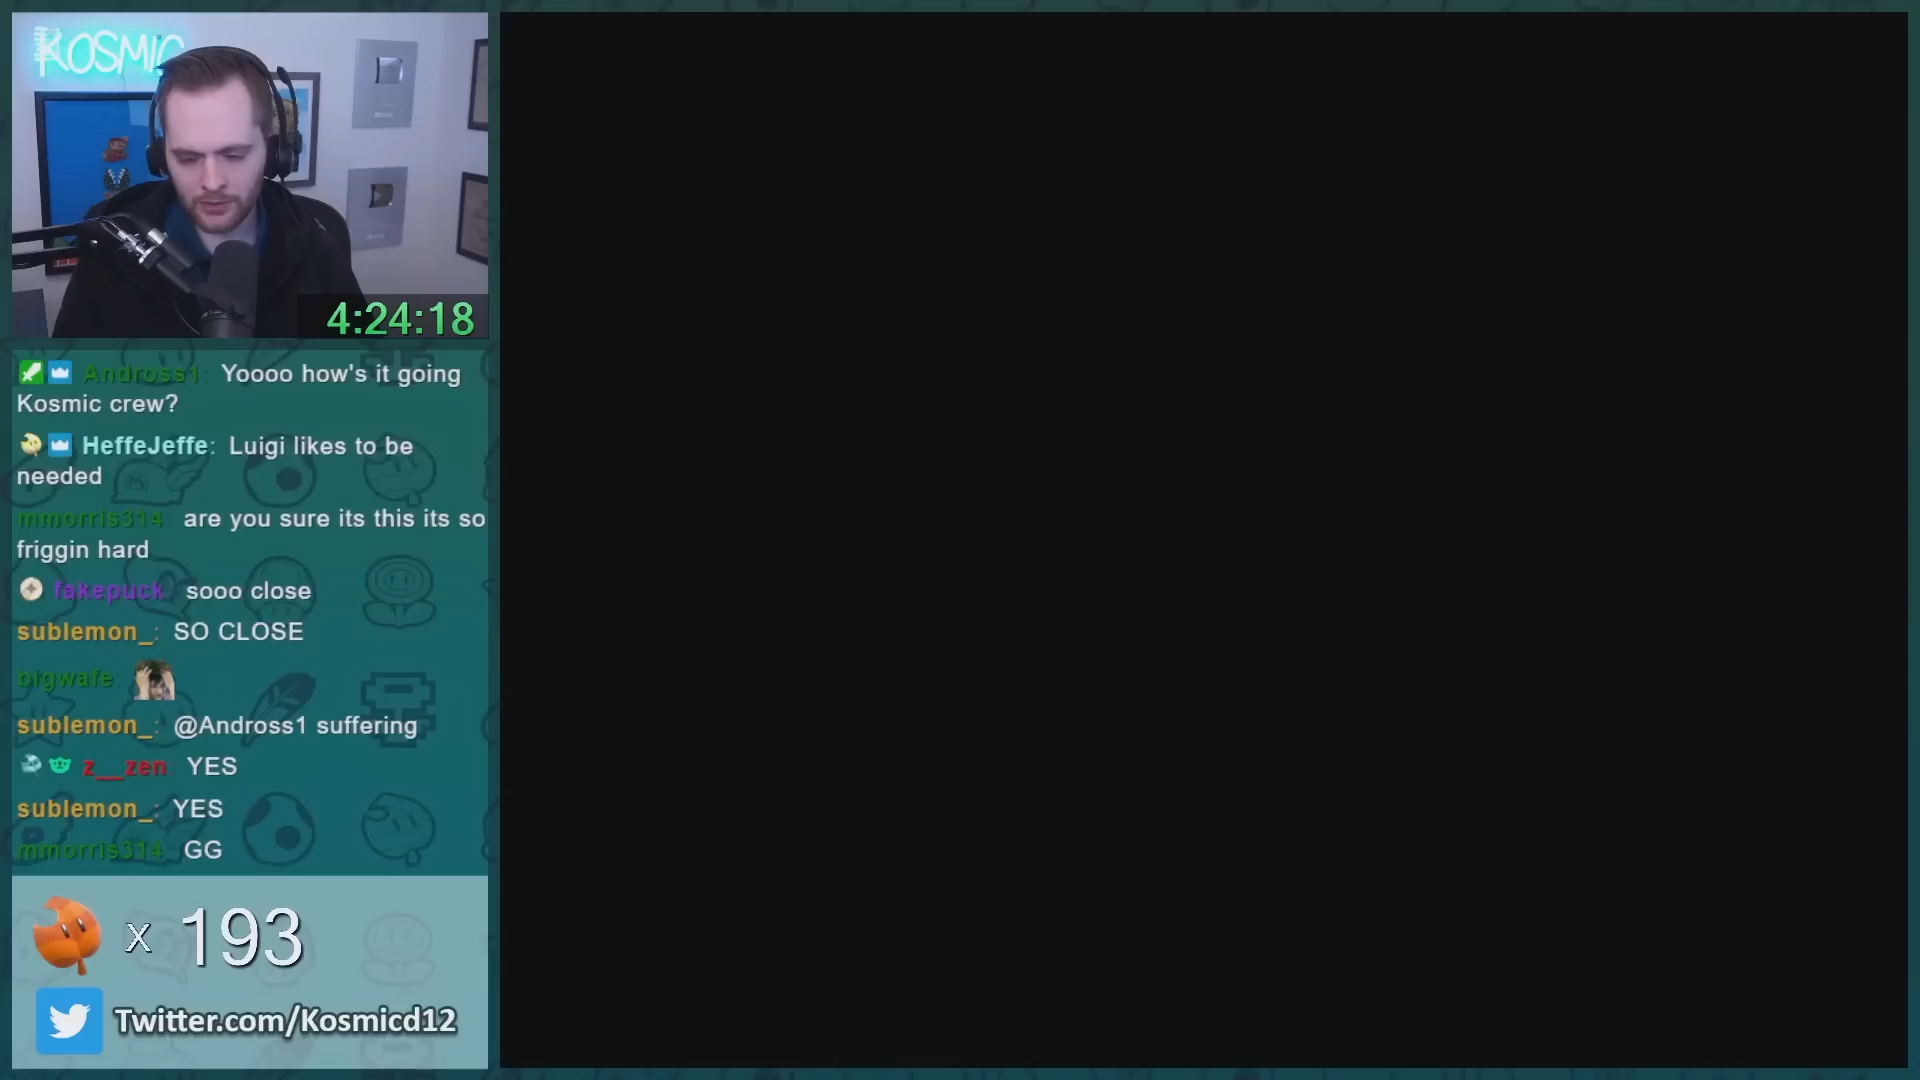 KOSMIC
4:24:18
Andross1: Yoooo how's it going
Kosmic crew?
HeffeJeffe: Luigi likes to be
needed
mmorris314: are you sure its this its so
friggin hard
fakepuck: sooo close
sublemon_: SO CLOSE
bigwafe:
sublemon_: @Andross1 suffering
z__zen: YES
sublemon_: YES
mmorris314: GG
x 193
Twitter.com/Kosmicd12